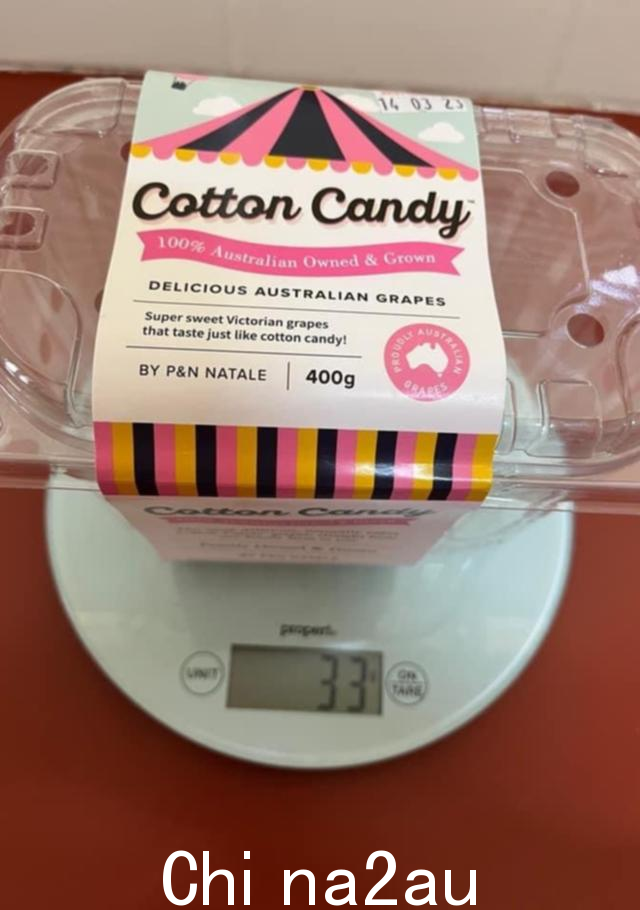 14 03 23
Cotton Candy™
100% Australian Owned & Grown
DELICIOUS AUSTRALIAN GRAPES
Super sweet Victorian grapes
that taste just like cotton candy!
BY P&N NATALE | 400g
PROUDLY AUSTRALIAN
GRAPES
Cotton Candy
propert.
UNIT
33
ON
TARE
Chi na2au